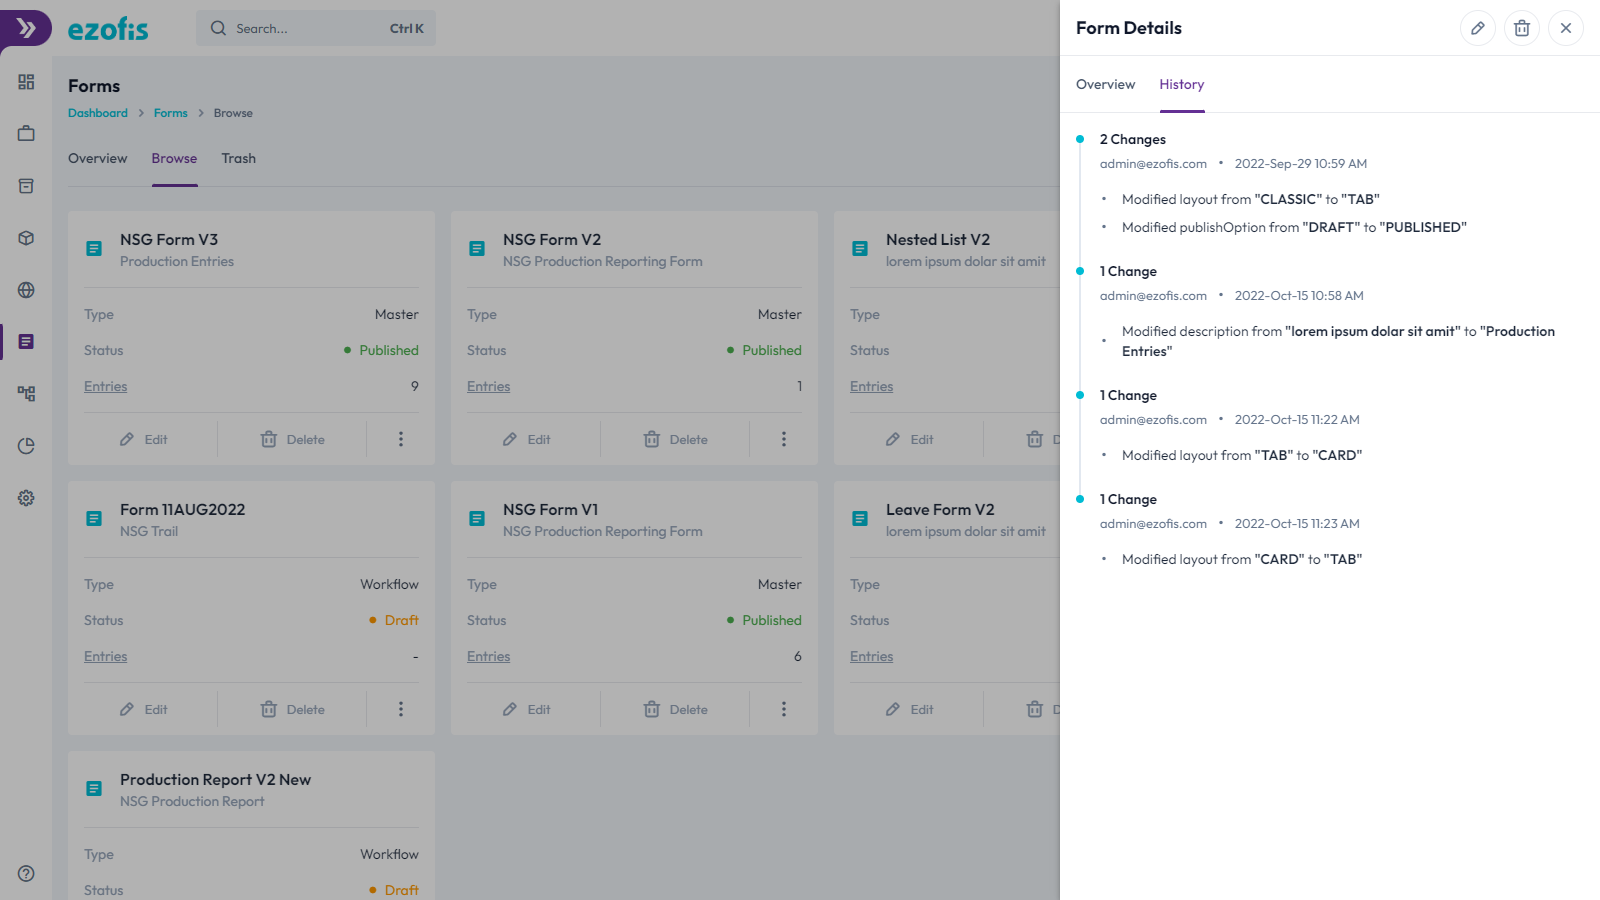 ezofis
Search...
Ctrl K
Forms
Dashboard
Forms
Browse
Overview
Browse
Trash
NSG Form V3
Production Entries
Type
Master
Status
Published
Entries
9
Edit
Delete
NSG Form V2
NSG Production Reporting Form
Type
Master
Status
Published
Entries
1
Edit
Delete
Nested List V2
lorem ipsum dolar sit amit
Type
Status
Entries
Edit
D
Form 11AUG2022
NSG Trail
Type
Workflow
Status
Draft
Entries
-
Edit
Delete
NSG Form V1
NSG Production Reporting Form
Type
Master
Status
Published
Entries
6
Edit
Delete
Leave Form V2
lorem ipsum dolar sit amit
Type
Status
Entries
Edit
D
Production Report V2 New
NSG Production Report
Type
Workflow
Status
Draft
Form Details
Overview
History
2 Changes
admin@ezofis.com • 2022-Sep-29 10:59 AM
• Modified layout from "CLASSIC" to "TAB"
• Modified publishOption from "DRAFT" to "PUBLISHED"
1 Change
admin@ezofis.com • 2022-Oct-15 10:58 AM
• Modified description from "lorem ipsum dolar sit amit" to "Production
Entries"
1 Change
admin@ezofis.com • 2022-Oct-15 11:22 AM
• Modified layout from "TAB" to "CARD"
1 Change
admin@ezofis.com • 2022-Oct-15 11:23 AM
• Modified layout from "CARD" to "TAB"